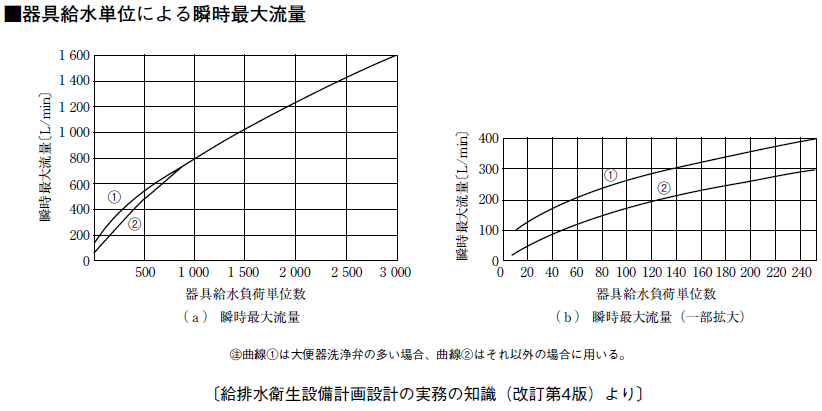 ■器具給水単位による瞬時最大流量
瞬時最大流量〔L/min〕
1 600
1 400
1 200
1 000
800
600
400
200
0
①
②
500 1 000 1 500 2 000 2 500 3 000
器具給水負荷単位数
(a) 瞬時最大流量
瞬時最大流量〔L/min〕
400
300
200
100
0
①
②
0 20 40 60 80 100 120 140 160 180 200 220 240
器具給水負荷単位数
(b) 瞬時最大流量(一部拡大)
㊟曲線①は大便器洗浄弁の多い場合、曲線②はそれ以外の場合に用いる。
〔給排水衛生設備計画設計の実務の知識(改訂第4版)より〕